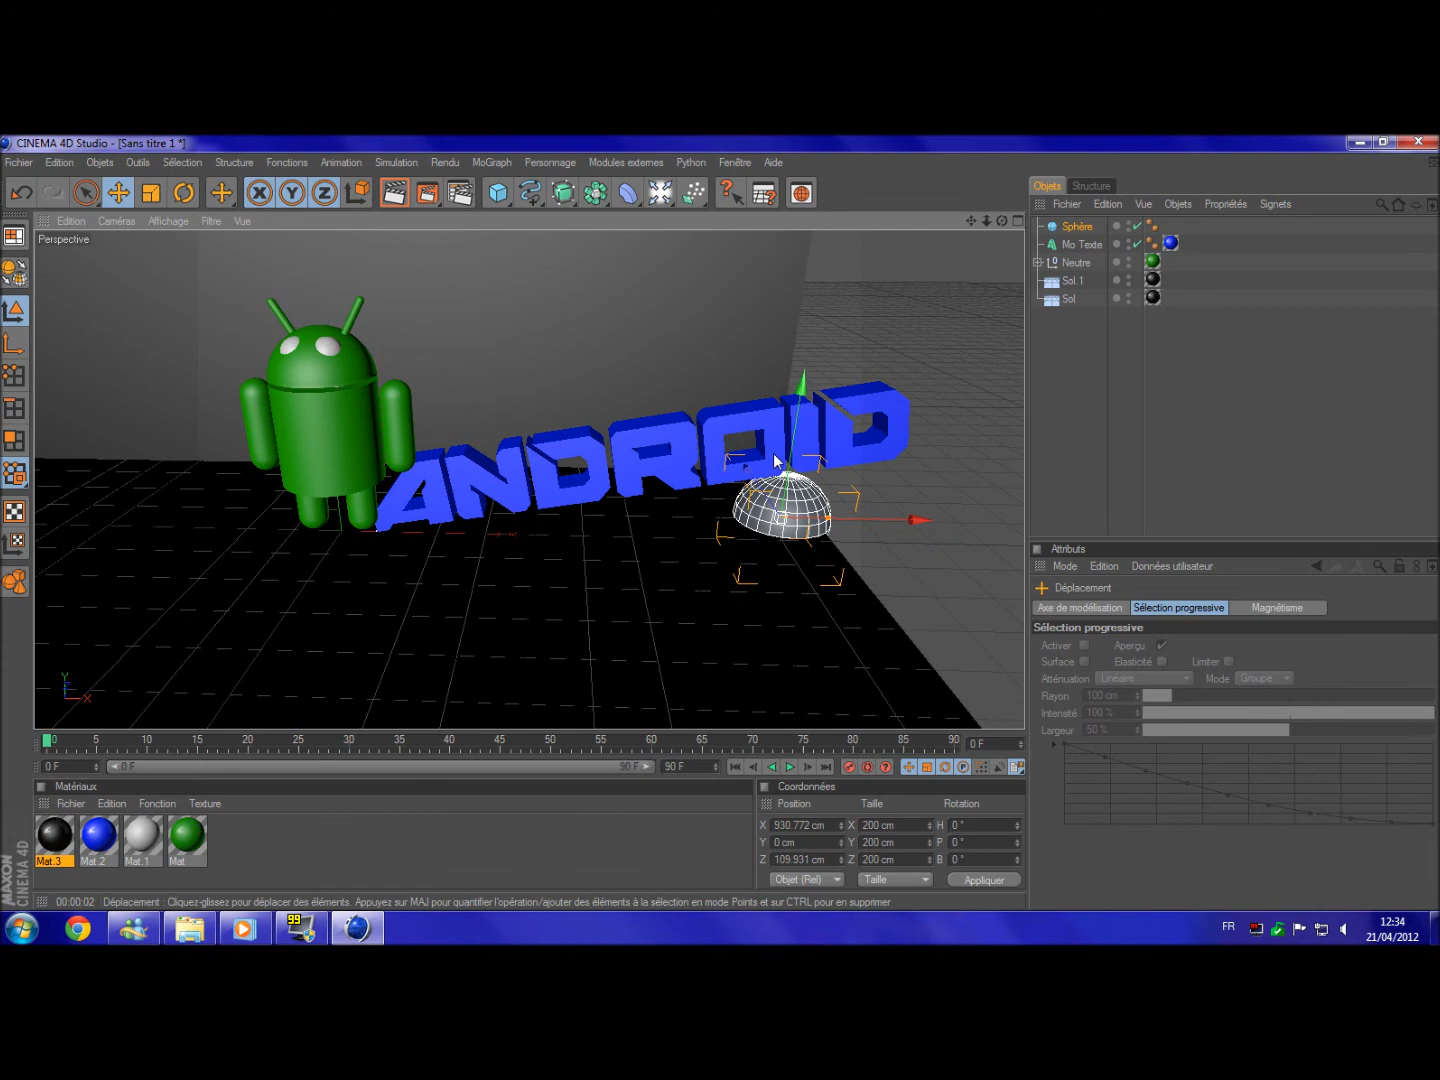 CINEMA 4D Studio - [Sans titre 1 *]
Fichier Edition Objets Outils Sélection Structure Fonctions Animation Simulation Rendu MoGraph Personnage Modules externes Python Fenêtre Aide
Objets Structure
Edition Caméras Affichage Filtre Vue
Fichier Edition Vue Objets Propriétés Signets
Perspective
Sphère
Mo Texte
Neutre
Sol.1
Sol
ANDROID
Attributs
Mode Edition Données utilisateur
Déplacement
Axe de modélisation Sélection progressive Magnétisme
Sélection progressive
Activer Aperçu
Surface Elasticité Limiter
Atténuation Linéaire Mode Groupe
Rayon 100 cm
Intensité 100 %
Largeur 50 %
Y
X
0 5 10 15 20 25 30 35 40 45 50 55 60 65 70 75 80 85 90 0 F
0 F 0 F 90 F 90 F
Matériaux
Fichier Edition Fonction Texture
Mat.3 Mat.2 Mat.1 Mat
Coordonnées
Position Taille Rotation
X 930.772 cm X 200 cm H 0 °
Y 0 cm Y 200 cm P 0 °
Z 109.931 cm Z 200 cm B 0 °
Objet (Rel) Taille Appliquer
MAXON
CINEMA 4D
00:00:02 Déplacement : Cliquez-glissez pour déplacer des éléments. Appuyez sur MAJ pour quantifier l'opération/ajouter des éléments à la sélection en mode Points et sur CTRL pour en supprimer
99
FR
12:34
21/04/2012